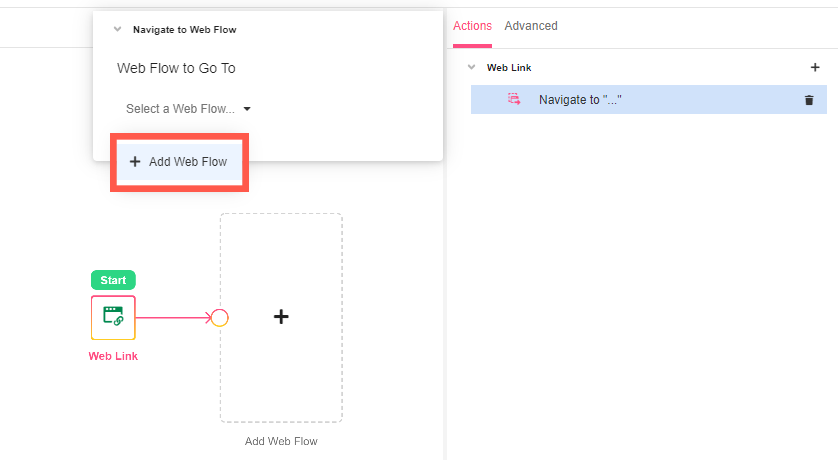 Navigate to Web Flow
Web Flow to Go To
Select a Web Flow...
Add Web Flow
Actions Advanced
Web Link
Navigate to "..."
Start
Web Link
Add Web Flow